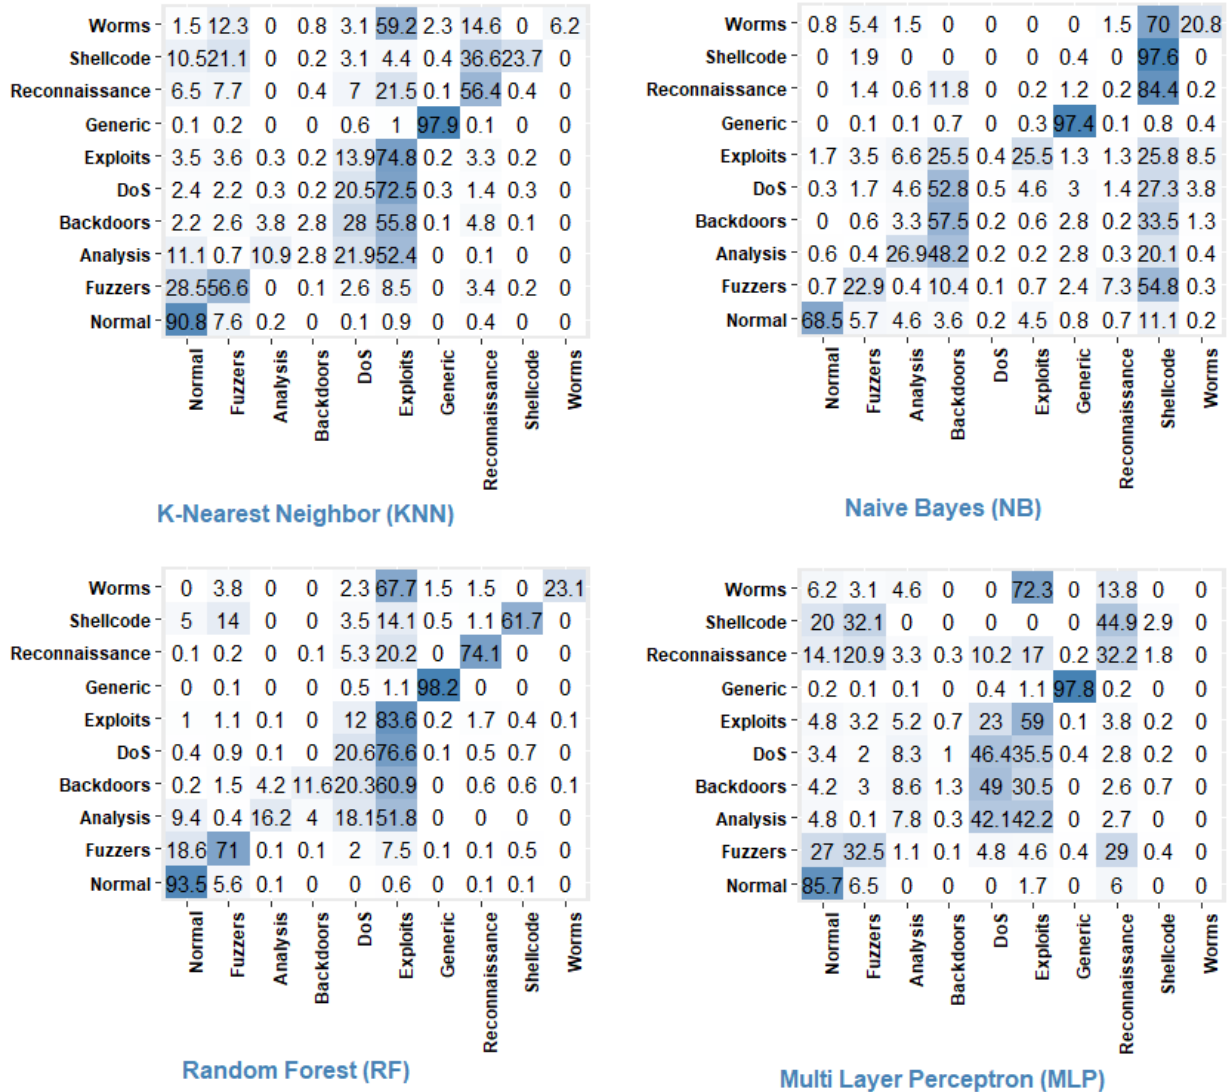 Worms 1.5 12.3 0 0.8 3.1 59.2 2.3 14.6 0 6.2
Shellcode 10.5 21.1 0 0.2 3.1 4.4 0.4 36.6 23.7 0
Reconnaissance 6.5 7.7 0 0.4 7 21.5 0.1 56.4 0.4 0
Generic 0.1 0.2 0 0 0.6 1 97.9 0.1 0 0
Exploits 3.5 3.6 0.3 0.2 13.9 74.8 0.2 3.3 0.2 0
DoS 2.4 2.2 0.3 0.2 20.5 72.5 0.3 1.4 0.3 0
Backdoors 2.2 2.6 3.8 2.8 28 55.8 0.1 4.8 0.1 0
Analysis 11.1 0.7 10.9 2.8 21.9 52.4 0 0.1 0 0
Fuzzers 28.5 56.6 0 0.1 2.6 8.5 0 3.4 0.2 0
Normal 90.8 7.6 0.2 0 0.1 0.9 0 0.4 0 0
Normal Fuzzers Analysis Backdoors DoS Exploits Generic Reconnaissance Shellcode Worms
K-Nearest Neighbor (KNN)
Worms 0.8 5.4 1.5 0 0 0 0 1.5 70 20.8
Shellcode 0 1.9 0 0 0 0 0.4 0 97.6 0
Reconnaissance 0 1.4 0.6 11.8 0 0.2 1.2 0.2 84.4 0.2
Generic 0 0.1 0.1 0.7 0 0.3 97.4 0.1 0.8 0.4
Exploits 1.7 3.5 6.6 25.5 0.4 25.5 1.3 1.3 25.8 8.5
DoS 0.3 1.7 4.6 52.8 0.5 4.6 3 1.4 27.3 3.8
Backdoors 0 0.6 3.3 57.5 0.2 0.6 2.8 0.2 33.5 1.3
Analysis 0.6 0.4 26.9 48.2 0.2 0.2 2.8 0.3 20.1 0.4
Fuzzers 0.7 22.9 0.4 10.4 0.1 0.7 2.4 7.3 54.8 0.3
Normal 68.5 5.7 4.6 3.6 0.2 4.5 0.8 0.7 11.1 0.2
Normal Fuzzers Analysis Backdoors DoS Exploits Generic Reconnaissance Shellcode Worms
Naive Bayes (NB)
Worms 0 3.8 0 0 2.3 67.7 1.5 1.5 0 23.1
Shellcode 5 14 0 0 3.5 14.1 0.5 1.1 61.7 0
Reconnaissance 0.1 0.2 0 0.1 5.3 20.2 0 74.1 0 0
Generic 0 0.1 0 0 0.5 1.1 98.2 0 0 0
Exploits 1 1.1 0.1 0 12 83.6 0.2 1.7 0.4 0.1
DoS 0.4 0.9 0.1 0 20.6 76.6 0.1 0.5 0.7 0
Backdoors 0.2 1.5 4.2 11.6 20.3 60.9 0 0.6 0.6 0.1
Analysis 9.4 0.4 16.2 4 18.1 51.8 0 0 0 0
Fuzzers 18.6 71 0.1 0.1 2 7.5 0.1 0.1 0.5 0
Normal 93.5 5.6 0.1 0 0 0.6 0 0.1 0.1 0
Normal Fuzzers Analysis Backdoors DoS Exploits Generic Reconnaissance Shellcode Worms
Random Forest (RF)
Worms 6.2 3.1 4.6 0 0 72.3 0 13.8 0 0
Shellcode 20 32.1 0 0 0 0 0 44.9 2.9 0
Reconnaissance 14.1 20.9 3.3 0.3 10.2 17 0.2 32.2 1.8 0
Generic 0.2 0.1 0.1 0 0.4 1.1 97.8 0.2 0 0
Exploits 4.8 3.2 5.2 0.7 23 59 0.1 3.8 0.2 0
DoS 3.4 2 8.3 1 46.4 35.5 0.4 2.8 0.2 0
Backdoors 4.2 3 8.6 1.3 49 30.5 0 2.6 0.7 0
Analysis 4.8 0.1 7.8 0.3 42.1 42.2 0 2.7 0 0
Fuzzers 27 32.5 1.1 0.1 4.8 4.6 0.4 29 0.4 0
Normal 85.7 6.5 0 0 0 1.7 0 6 0 0
Normal Fuzzers Analysis Backdoors DoS Exploits Generic Reconnaissance Shellcode Worms
Multi Layer Perceptron (MLP)